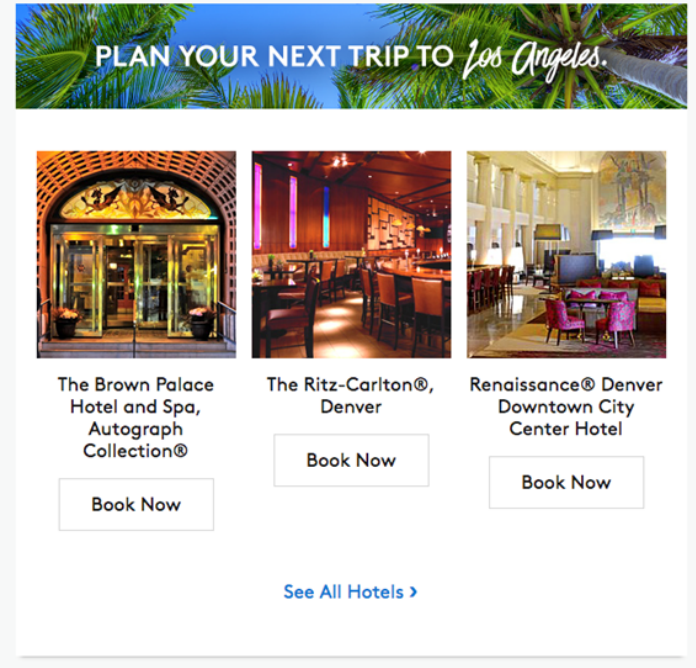 PLAN YOUR NEXT TRIP TO Los Angeles.
The Brown Palace
Hotel and Spa,
Autograph
Collection®
Book Now
The Ritz-Carlton®,
Denver
Book Now
Renaissance® Denver
Downtown City
Center Hotel
Book Now
See All Hotels ›